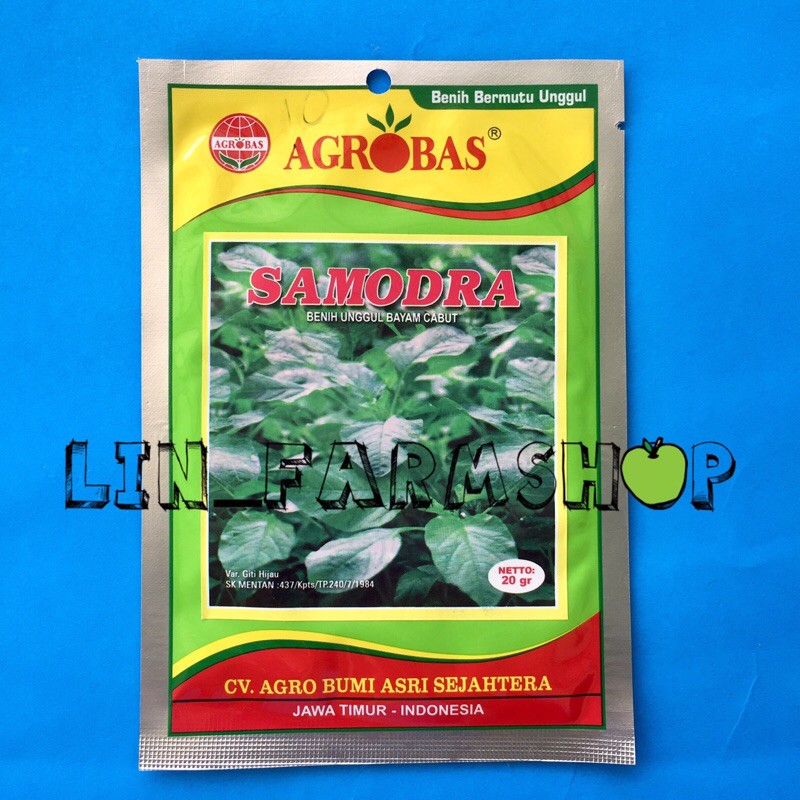 Benih Bermutu Unggul
10
AGROBAS
AGROBAS®
SAMODRA
BENIH UNGGUL BAYAM CABUT
LIN_FARMSHOP
Var. Giti Hijau
SK MENTAN :437/Kpts/TP.240/7/1984
NETTO:
20 gr
CV. AGRO BUMI ASRI SEJAHTERA
JAWA TIMUR - INDONESIA